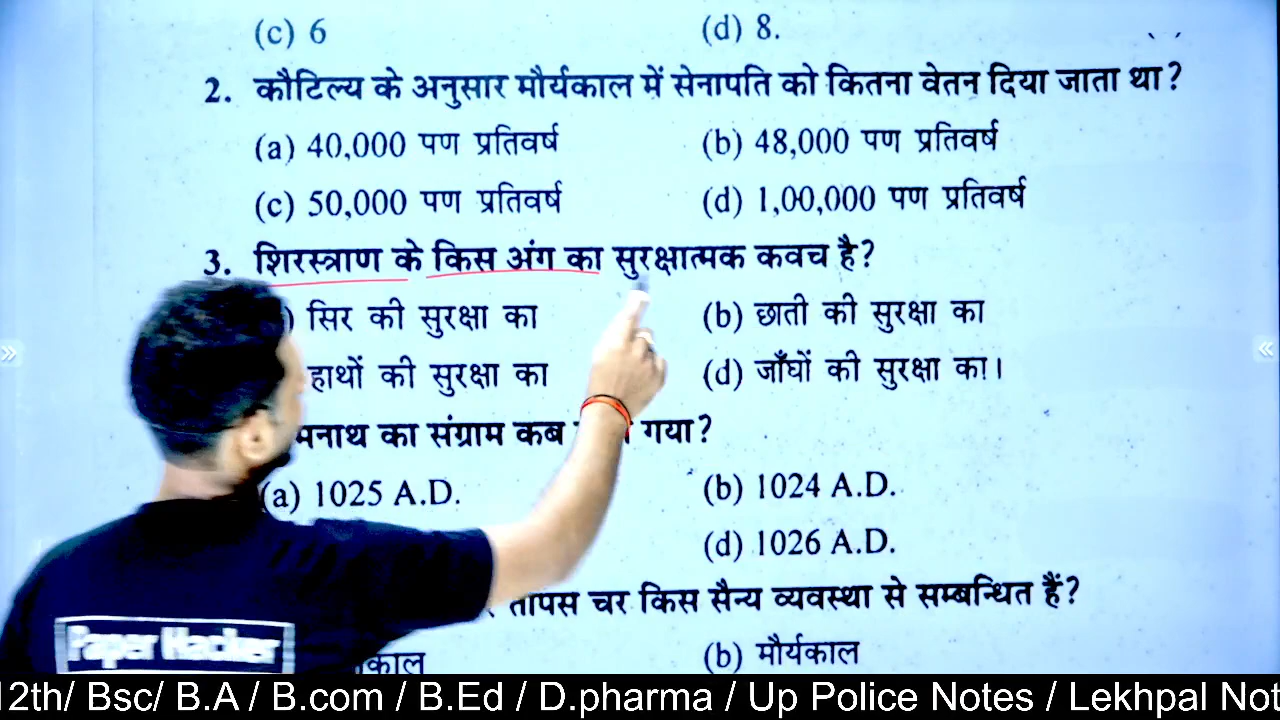 (c) 6 (d) 8.
2. कौटिल्य के अनुसार मौर्यकाल में सेनापति को कितना वेतन दिया जाता था?
(a) 40,000 पण प्रतिवर्ष (b) 48,000 पण प्रतिवर्ष
(c) 50,000 पण प्रतिवर्ष (d) 1,00,000 पण प्रतिवर्ष
3. शिरस्त्राण के किस अंग का सुरक्षात्मक कवच है?
) सिर की सुरक्षा का (b) छाती की सुरक्षा का
हाथों की सुरक्षा का (d) जाँघों की सुरक्षा का।
मनाथ का संग्राम कब गया?
(a) 1025 A.D. (b) 1024 A.D.
(d) 1026 A.D.
तापस चर किस सैन्य व्यवस्था से सम्बन्धित हैं?
काल (b) मौर्यकाल
Paper Hacker
12th/ Bsc/ B.A / B.com / B.Ed / D.pharma / Up Police Notes / Lekhpal Not